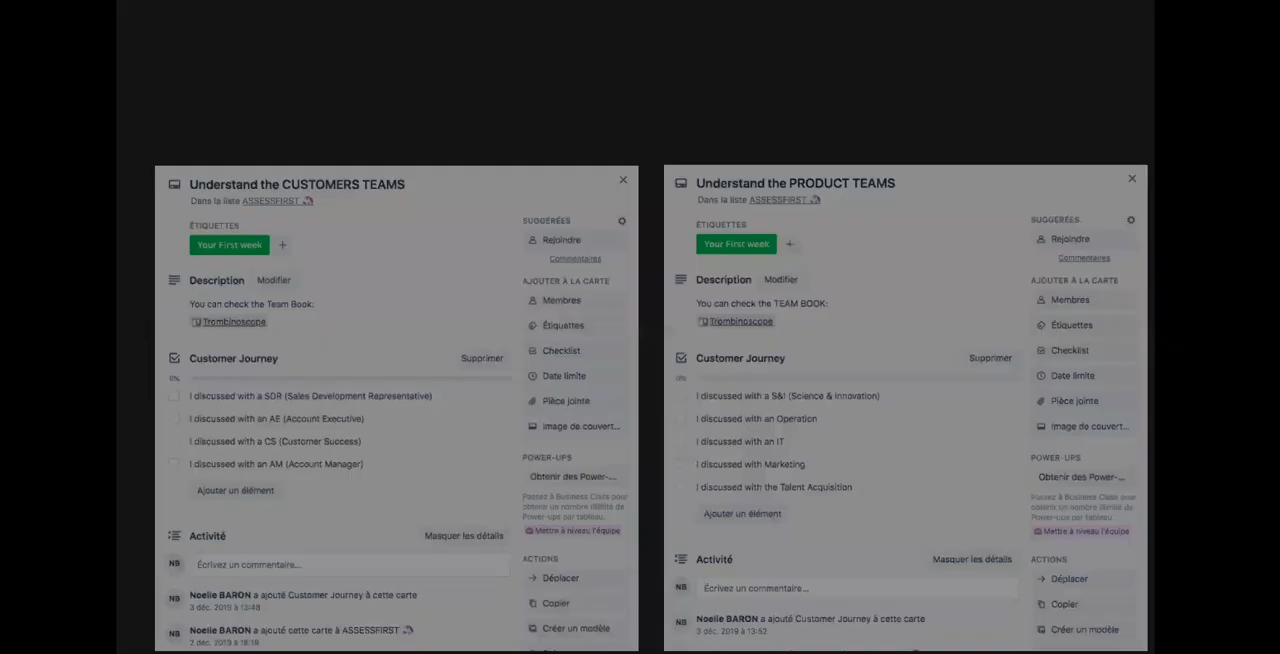 Understand the CUSTOMERS TEAMS
Dans la liste ASSESSFIRST
ÉTIQUETTES
Your First week
Description Modifier
You can check the Team Book:
Trombinoscope
Customer Journey Supprimer
0%
I discussed with a SDR (Sales Development Representative)
I discussed with an AE (Account Executive)
I discussed with a CS (Customer Success)
I discussed with an AM (Account Manager)
Ajouter un élément
Activité Masquer les détails
NB Écrivez un commentaire...
NB Noelie BARON a ajouté Customer Journey à cette carte
3 déc. 2019 à 13:48
NB Noelie BARON a ajouté cette carte à ASSESSFIRST
2 déc. 2019 à 18:19
SUGGÉRÉES
Rejoindre
Commentaires
AJOUTER À LA CARTE
Membres
Étiquettes
Checklist
Date limite
Pièce jointe
Image de couvert...
POWER-UPS
Obtenir des Power-...
Passez à Business Class pour
obtenir un nombre illimité de
Power-ups par tableau.
Mettre à niveau l'équipe
ACTIONS
Déplacer
Copier
Créer un modèle
Understand the PRODUCT TEAMS
Dans la liste ASSESSFIRST
ÉTIQUETTES
Your First week
Description Modifier
You can check the TEAM BOOK:
Trombinoscope
Customer Journey Supprimer
0%
I discussed with a S&I (Science & Innovation)
I discussed with an Operation
I discussed with an IT
I discussed with Marketing
I discussed with the Talent Acquisition
Ajouter un élément
Activité Masquer les détails
NB Écrivez un commentaire...
NB Noelie BARON a ajouté Customer Journey à cette carte
3 déc. 2019 à 13:52
SUGGÉRÉES
Rejoindre
Commentaires
AJOUTER À LA CARTE
Membres
Étiquettes
Checklist
Date limite
Pièce jointe
Image de couvert...
POWER-UPS
Obtenir des Power-...
Passez à Business Class pour
obtenir un nombre illimité de
Power-ups par tableau.
Mettre à niveau l'équipe
ACTIONS
Déplacer
Copier
Créer un modèle